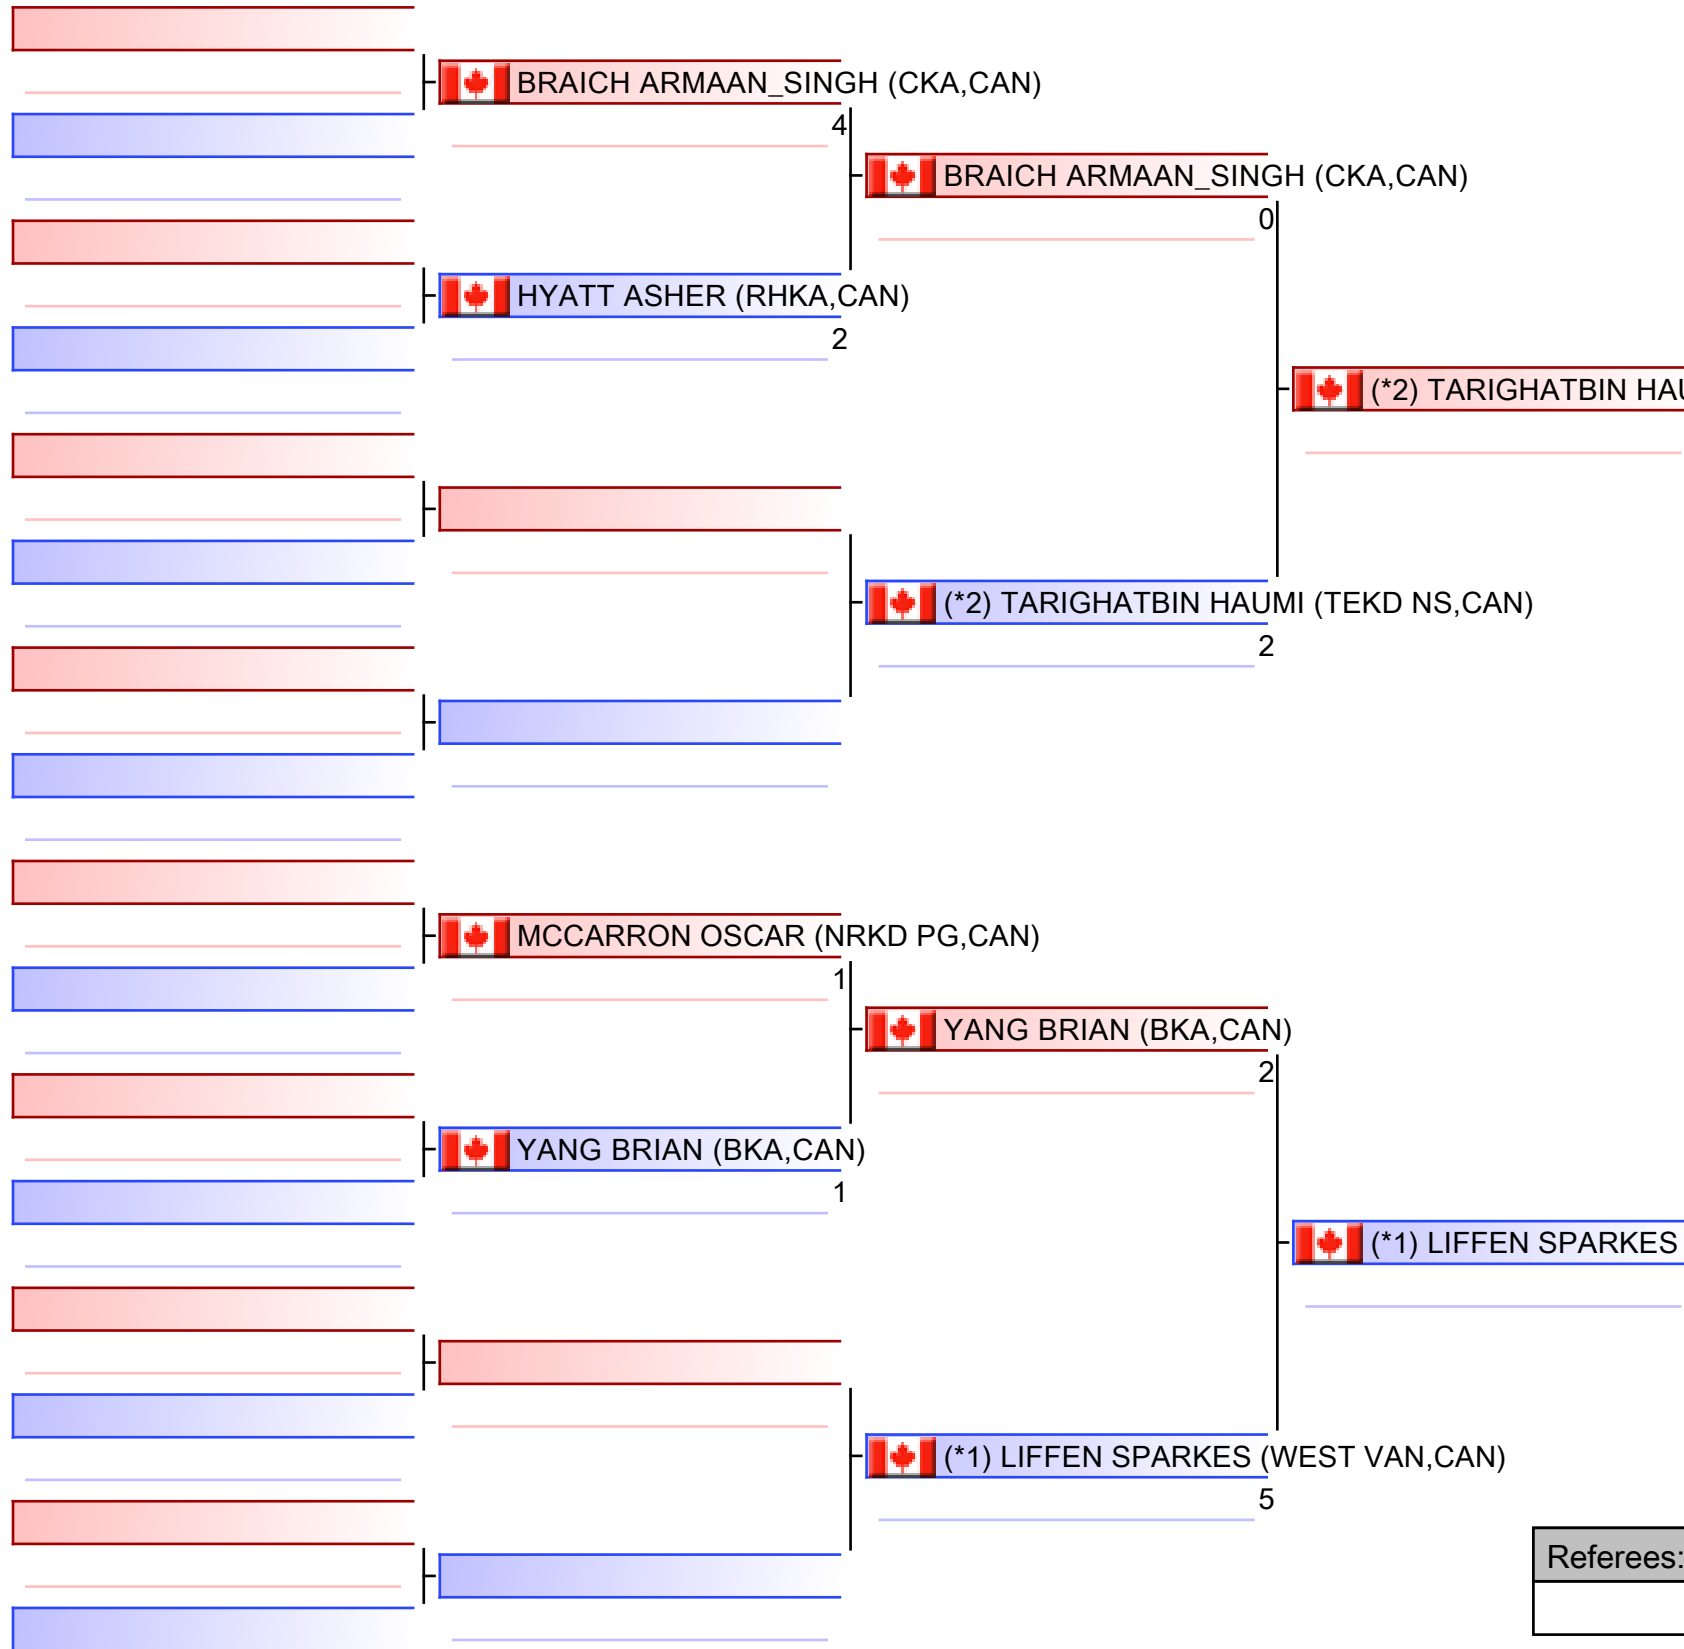 BRAICH ARMAAN_SINGH (CKA,CAN)
4
BRAICH ARMAAN_SINGH (CKA,CAN)
0
HYATT ASHER (RHKA,CAN)
2
(*2) TARIGHATBIN HAU
(*2) TARIGHATBIN HAUMI (TEKD NS,CAN)
2
MCCARRON OSCAR (NRKD PG,CAN)
1
YANG BRIAN (BKA,CAN)
2
YANG BRIAN (BKA,CAN)
1
(*1) LIFFEN SPARKES
(*1) LIFFEN SPARKES (WEST VAN,CAN)
5
Referees: